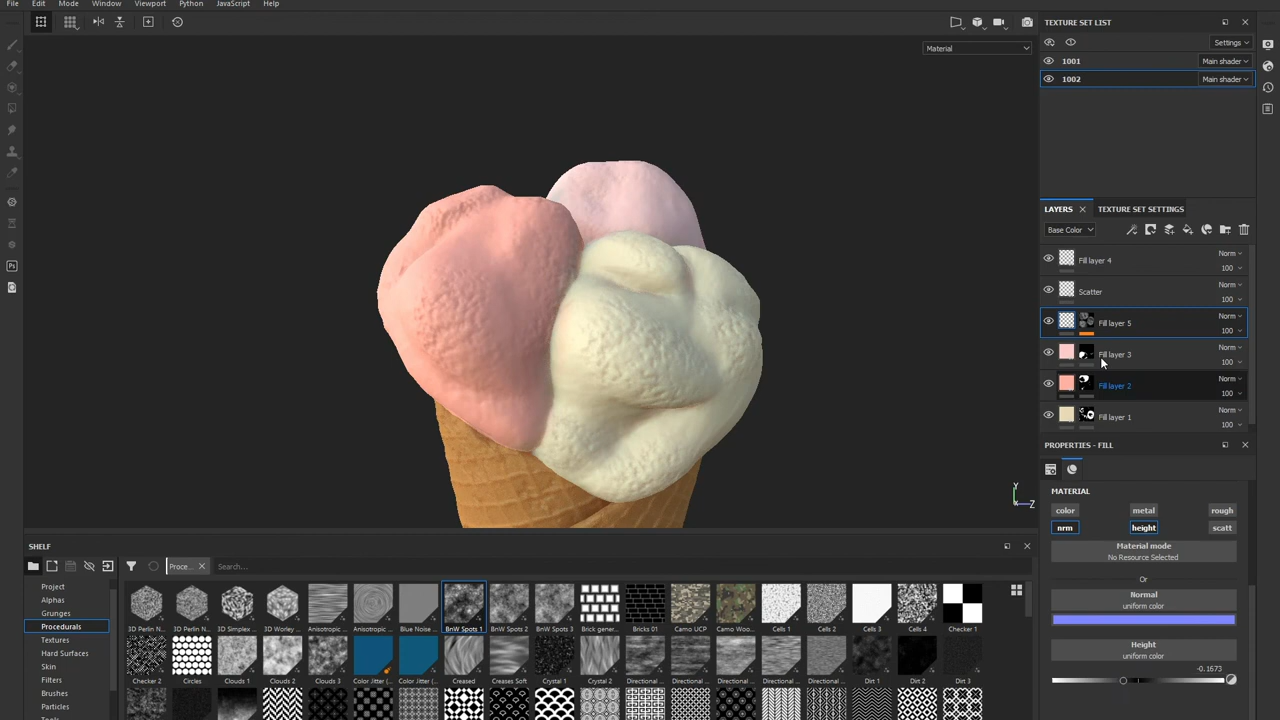 File Edit Mode Window Viewport Python JavaScript Help
Material
TEXTURE SET LIST
Settings
1001 Main shader
1002 Main shader
LAYERS TEXTURE SET SETTINGS
Base Color
Fill layer 4 Norm 100
Scatter Norm 100
Fill layer 5 Norm 100
Fill layer 3 Norm 100
Fill layer 2 Norm 100
Fill layer 1 Norm 100
PROPERTIES - FILL
MATERIAL
color metal rough
nrm height scatt
Material mode
No Resource Selected
Or
Normal
uniform color
Height
uniform color
-0.1673
Y
Z
SHELF
Proce... Search...
Project
Alphas
Grunges
Procedurals
Textures
Hard Surfaces
Skin
Filters
Brushes
Particles
Tools
3D Perlin N... 3D Perlin N... 3D Simplex ... 3D Worley ... Anisotropic ... Anisotropic ... Blue Noise ... BnW Spots 1 BnW Spots 2 BnW Spots 3 Brick gener... Bricks 01 Camo UCP Camo Woo... Cells 1 Cells 2 Cells 3 Cells 4 Checker 1
Checker 2 Circles Clouds 1 Clouds 2 Clouds 3 Color Jitter (... Color Jitter (... Creased Creases Soft Crystal 1 Crystal 2 Directional ... Directional ... Directional ... Directional ... Directional ... Dirt 1 Dirt 2 Dirt 3
Ps